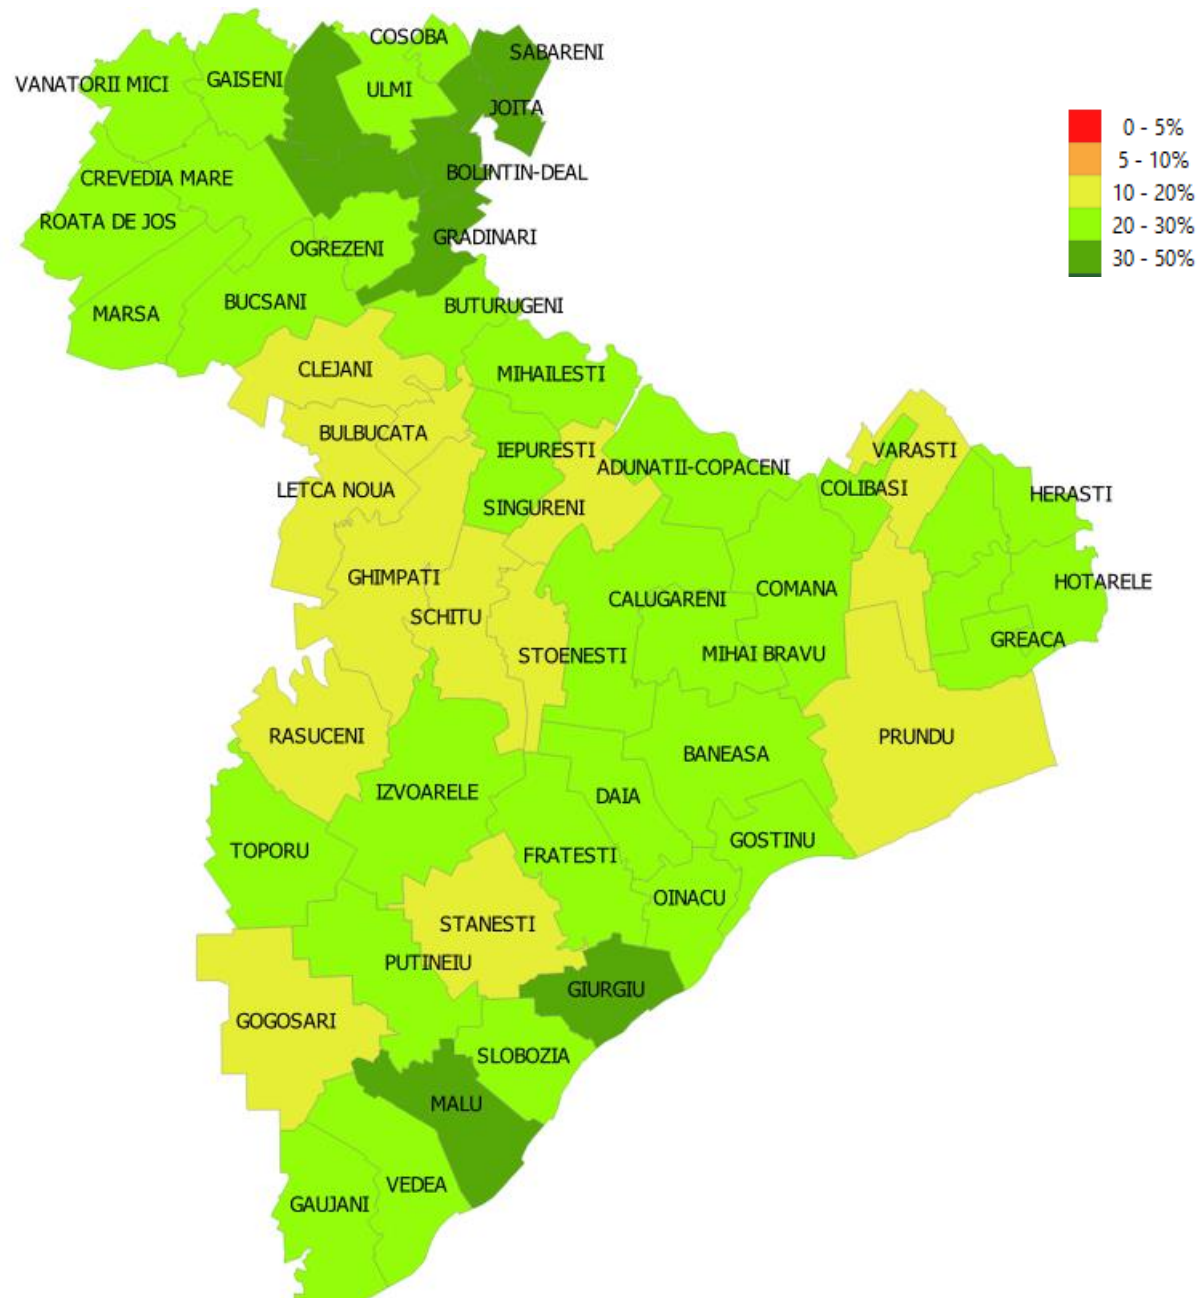 COSOBA
SABARENI
VANATORII MICI
GAISENI
ULMI
JOITA
0 - 5%
5 - 10%
10 - 20%
20 - 30%
30 - 50%
CREVEDIA MARE
BOLINTIN-DEAL
ROATA DE JOS
OGREZENI
GRADINARI
MARSA
BUCSANI
BUTURUGENI
CLEJANI
MIHAILESTI
BULBUCATA
IEPURESTI
VARASTI
ADUNATII-COPACENI
LETCA NOUA
COLIBASI
HERASTI
SINGURENI
GHIMPATI
HOTARELE
COMANA
CALUGARENI
SCHITU
GREACA
STOENESTI
MIHAI BRAVU
RASUCENI
PRUNDU
BANEASA
IZVOARELE
DAIA
TOPORU
GOSTINU
FRATESTI
OINACU
STANESTI
PUTINEIU
GIURGIU
GOGOSARI
SLOBOZIA
MALU
VEDEA
GAUJANI